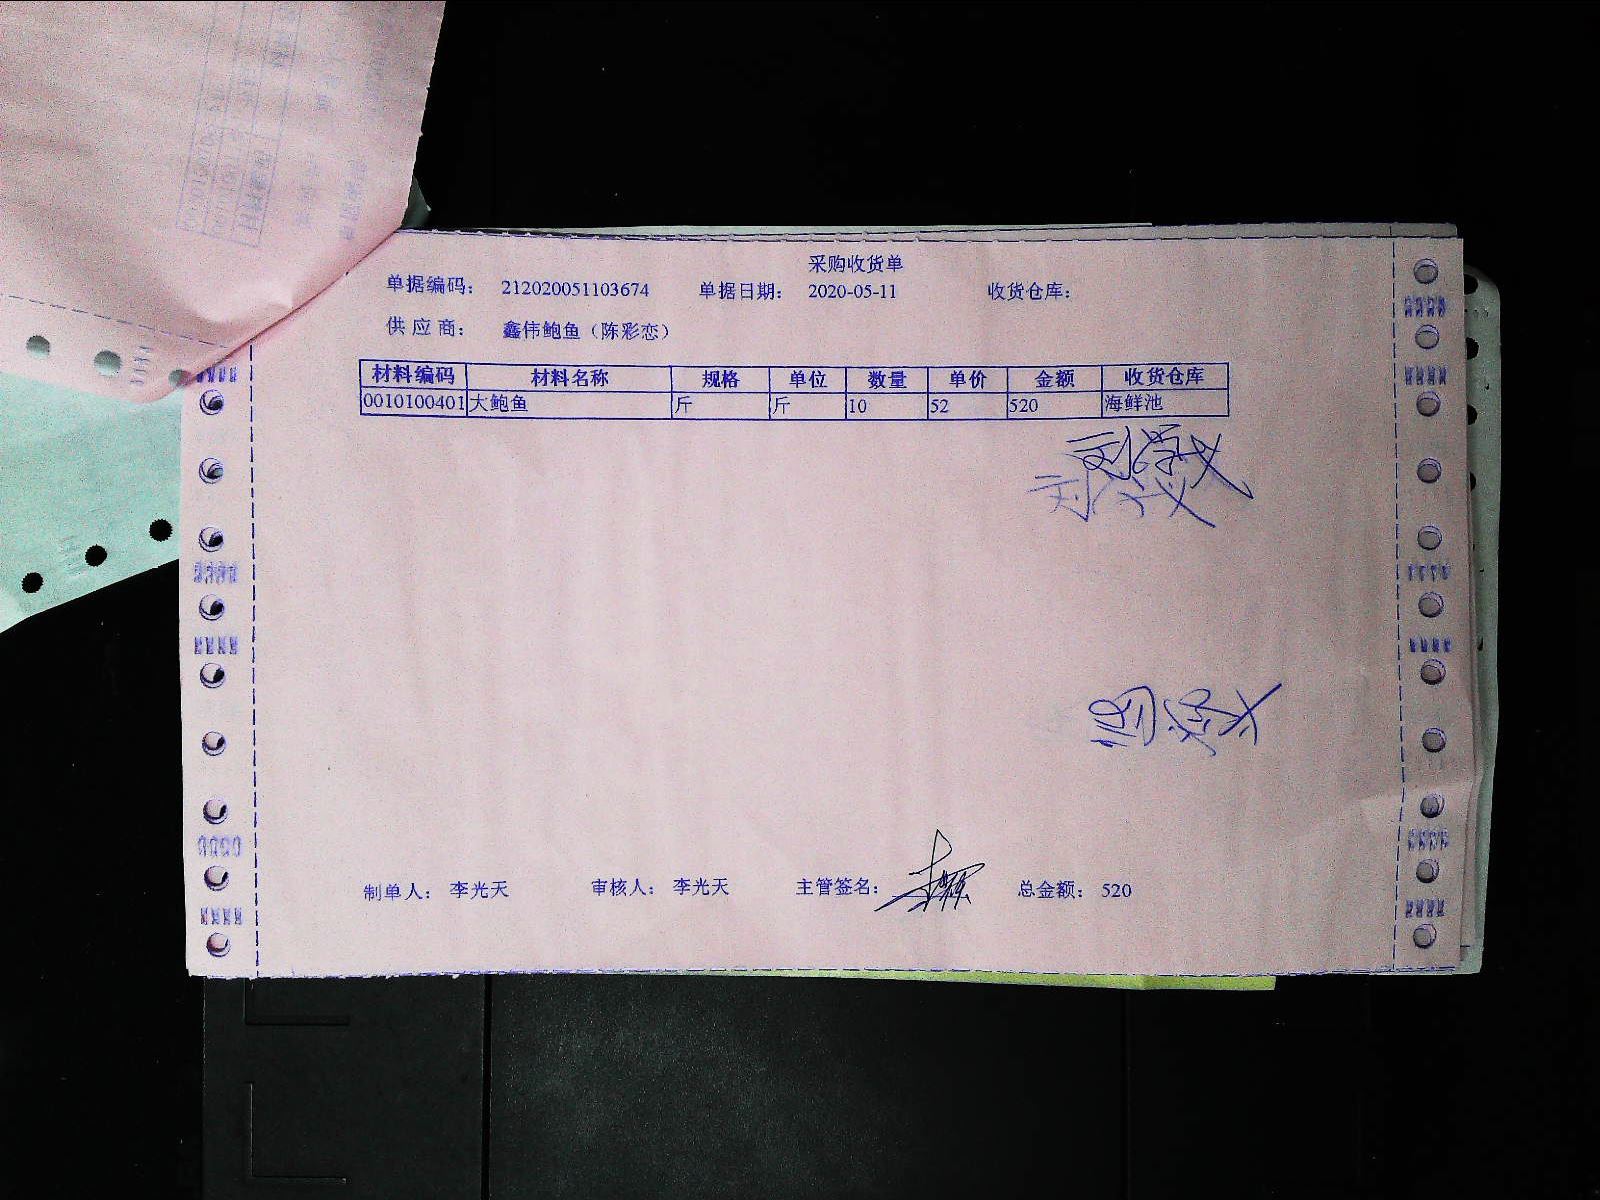 采购收货单
单据编码： 212020051103674 单据日期： 2020-05-11 收货仓库：
供 应 商： 鑫伟鲍鱼（陈彩恋）
材料编码 材料名称 规格 单位 数量 单价 金额 收货仓库
0010100401 大鲍鱼 斤 斤 10 52 520 海鲜池
制单人： 李光天 审核人： 李光天 主管签名： 总金额： 520